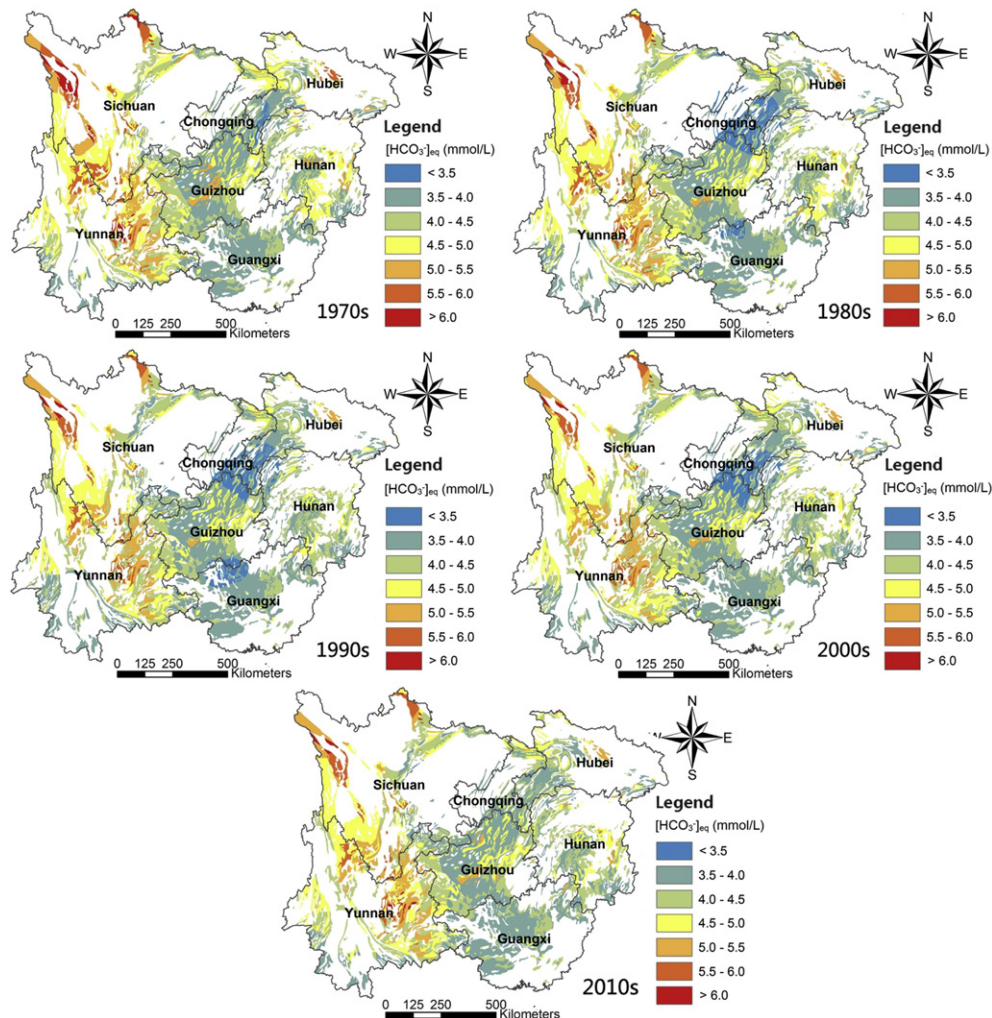 N
W E
S
Hubei
Sichuan
Chongqing
Hunan
Guizhou
Yunnan
Guangxi
Legend
[HCO₃⁻]eq (mmol/L)
< 3.5
3.5 - 4.0
4.0 - 4.5
4.5 - 5.0
5.0 - 5.5
5.5 - 6.0
> 6.0
1970s
0 125 250 500
Kilometers
N
W E
S
Hubei
Sichuan
Chongqing
Hunan
Guizhou
Yunnan
Guangxi
Legend
[HCO₃⁻]eq (mmol/L)
< 3.5
3.5 - 4.0
4.0 - 4.5
4.5 - 5.0
5.0 - 5.5
5.5 - 6.0
> 6.0
1980s
0 125 250 500
Kilometers
N
W E
S
Hubei
Sichuan
Chongqing
Hunan
Guizhou
Yunnan
Guangxi
Legend
[HCO₃⁻]eq (mmol/L)
< 3.5
3.5 - 4.0
4.0 - 4.5
4.5 - 5.0
5.0 - 5.5
5.5 - 6.0
> 6.0
1990s
0 125 250 500
Kilometers
N
W E
S
Hubei
Sichuan
Chongqing
Hunan
Guizhou
Yunnan
Guangxi
Legend
[HCO₃⁻]eq (mmol/L)
< 3.5
3.5 - 4.0
4.0 - 4.5
4.5 - 5.0
5.0 - 5.5
5.5 - 6.0
> 6.0
2000s
0 125 250 500
Kilometers
N
W E
S
Hubei
Sichuan
Chongqing
Hunan
Guizhou
Yunnan
Guangxi
Legend
[HCO₃⁻]eq (mmol/L)
< 3.5
3.5 - 4.0
4.0 - 4.5
4.5 - 5.0
5.0 - 5.5
5.5 - 6.0
> 6.0
2010s
0 125 250 500
Kilometers